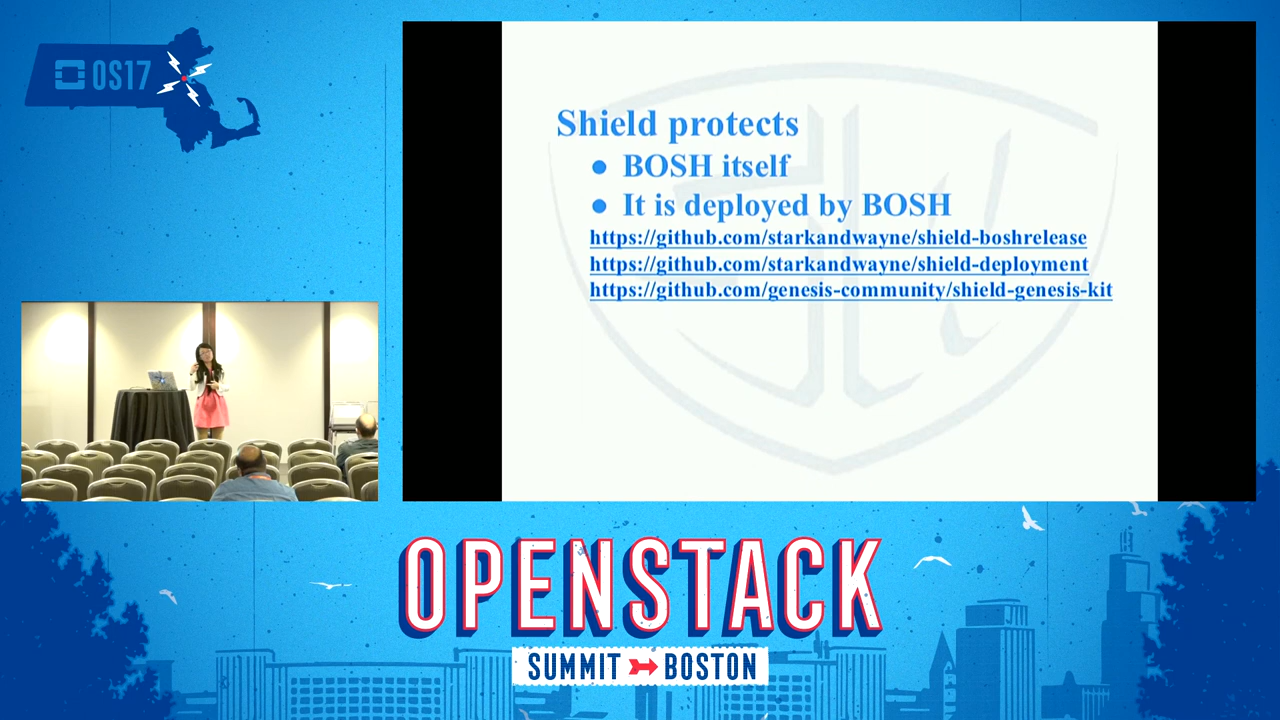 OS17
Shield protects
● BOSH itself
● It is deployed by BOSH
https://github.com/starkandwayne/shield-boshrelease
https://github.com/starkandwayne/shield-deployment
https://github.com/genesis-community/shield-genesis-kit
OPENSTACK
SUMMIT BOSTON